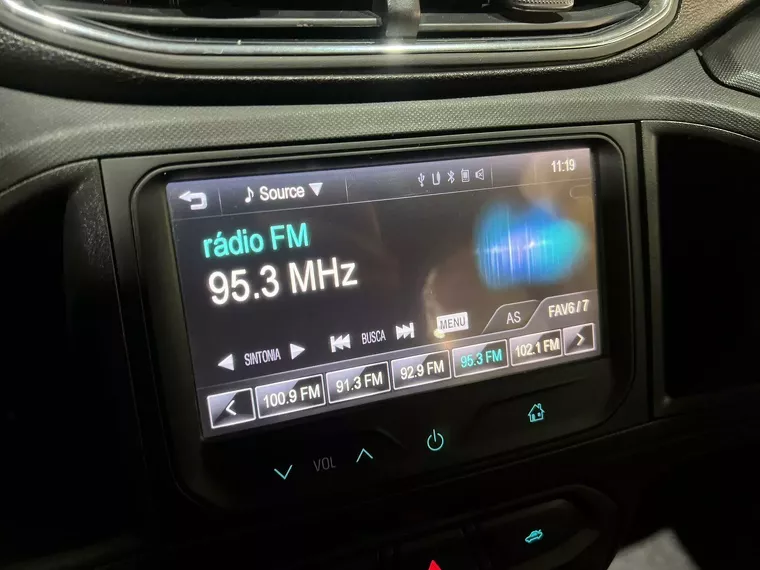 Source 11:19
rádio FM
95.3 MHz
SINTONIA BUSCA MENU AS FAV6 / 7
100.9 FM 91.3 FM 92.9 FM 95.3 FM 102.1 FM
VOL